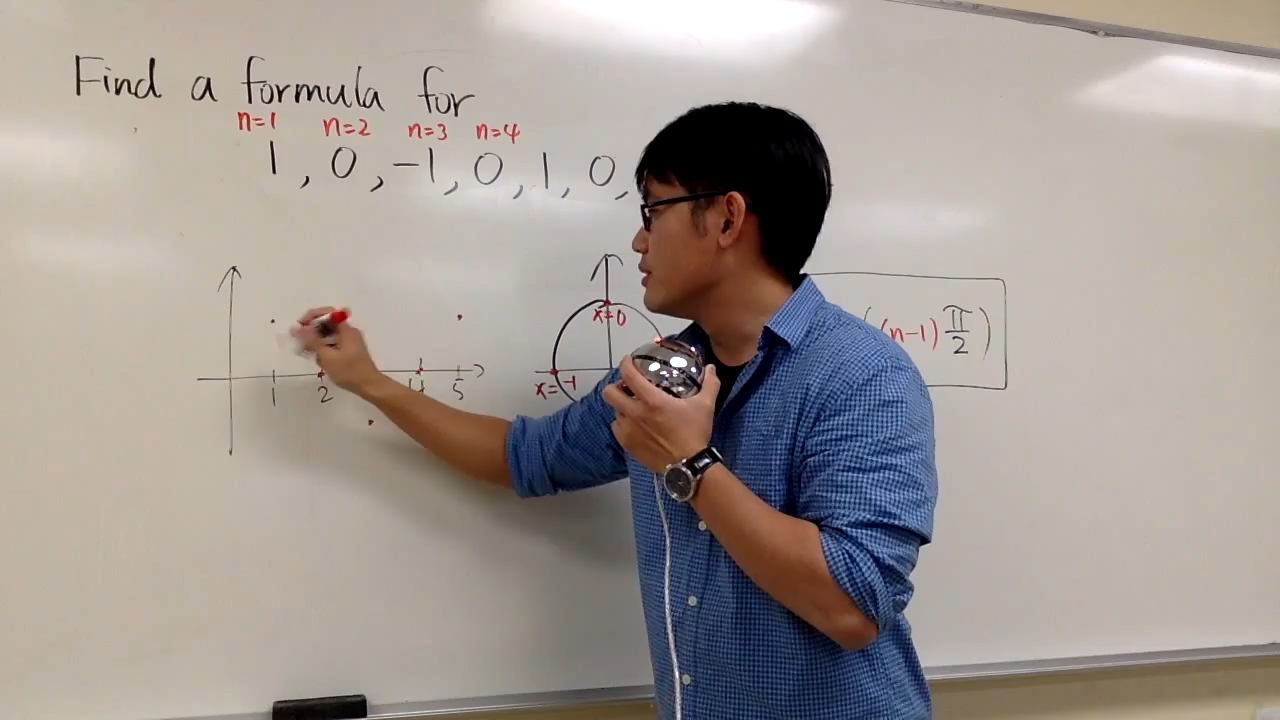 Find a formula for
n=1 n=2 n=3 n=4
1, 0, -1, 0, 1, 0,
x=0
((n-1) π/2)
x=-1
1 2 4 5